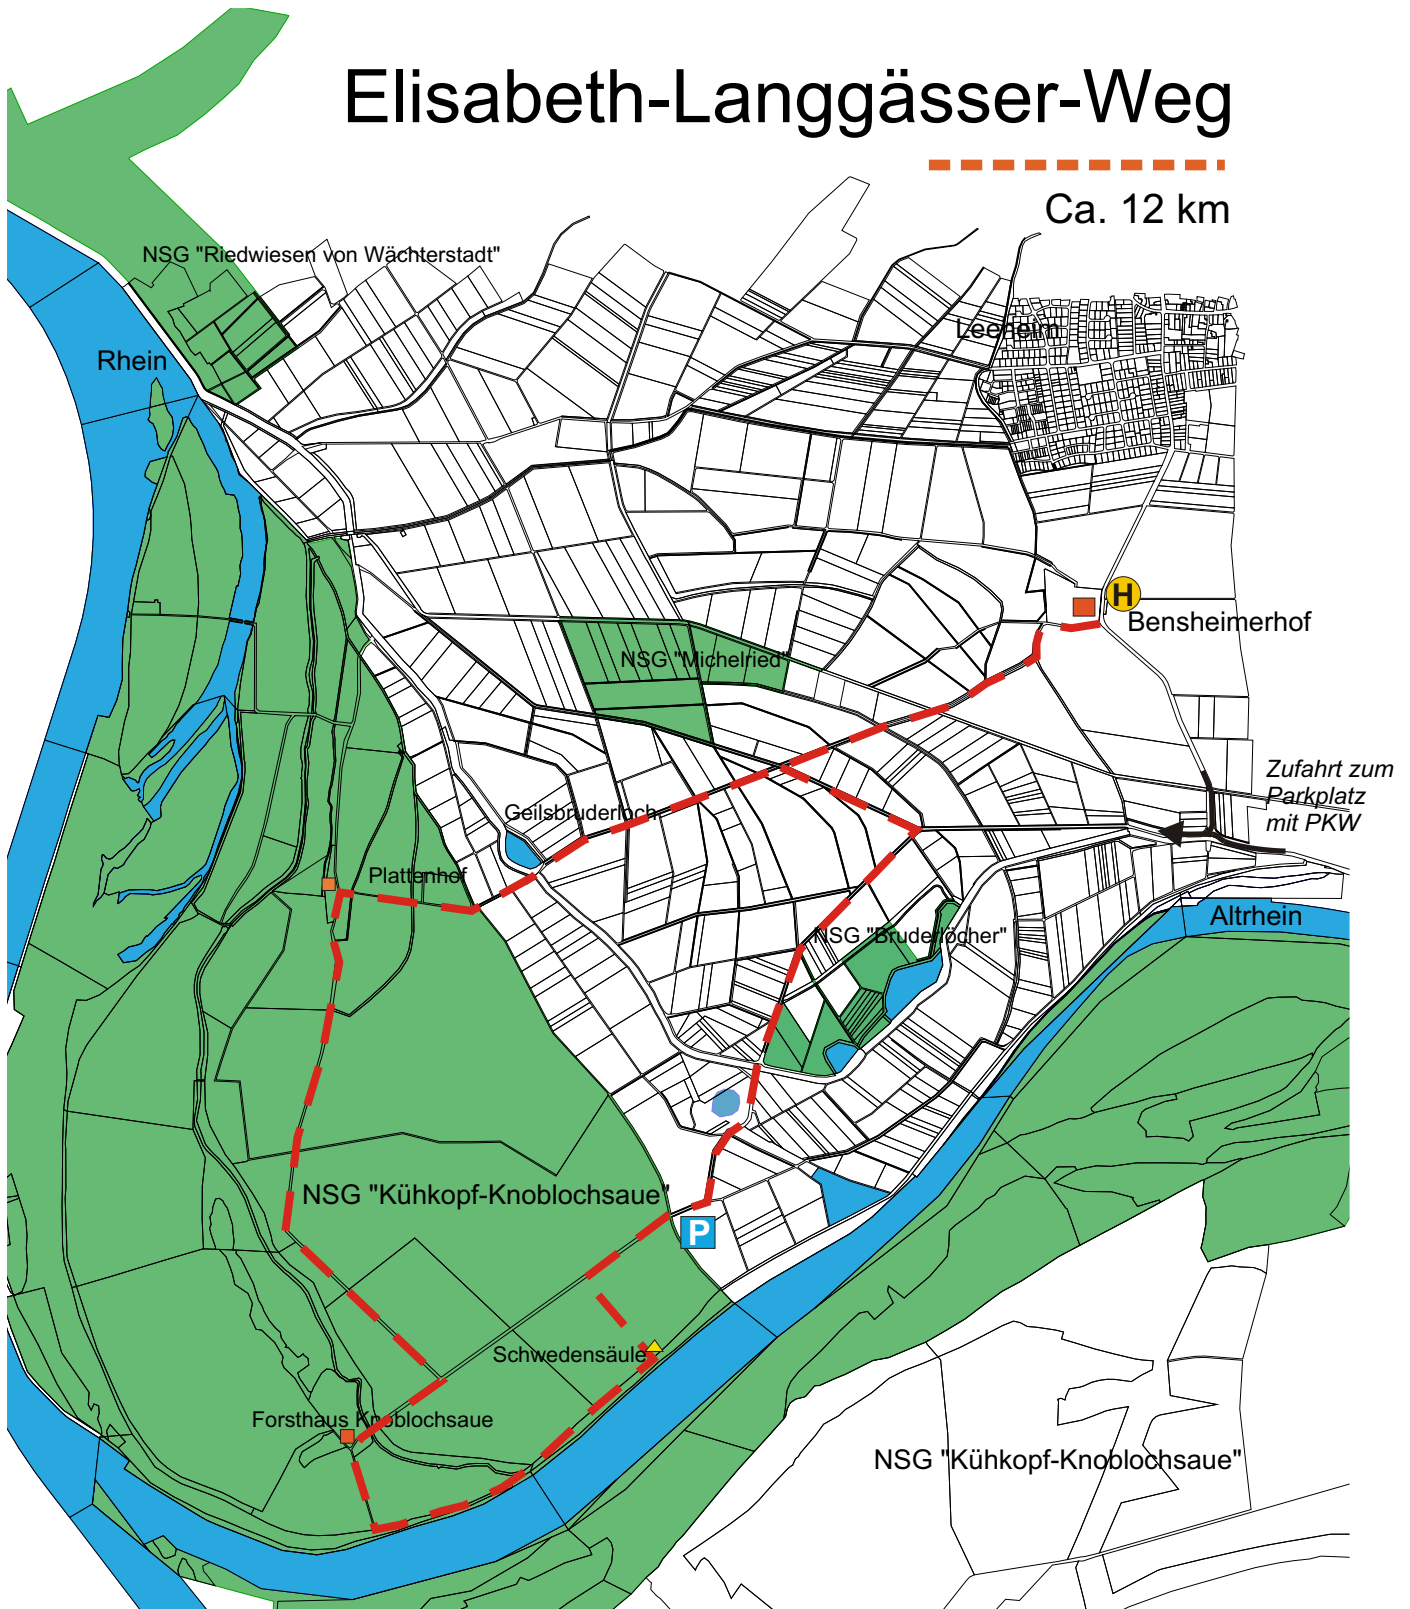 Elisabeth-Langgässer-Weg
Ca. 12 km
NSG "Riedwiesen von Wächterstadt"
Leeheim
Rhein
H
Bensheimerhof
NSG "Michelried"
Zufahrt zum
Parkplatz
mit PKW
Geilsbruderloch
Plattenhof
Altrhein
NSG "Bruderlöcher"
NSG "Kühkopf-Knoblochsaue"
P
Schwedensäule
Forsthaus Knoblochsaue
NSG "Kühkopf-Knoblochsaue"